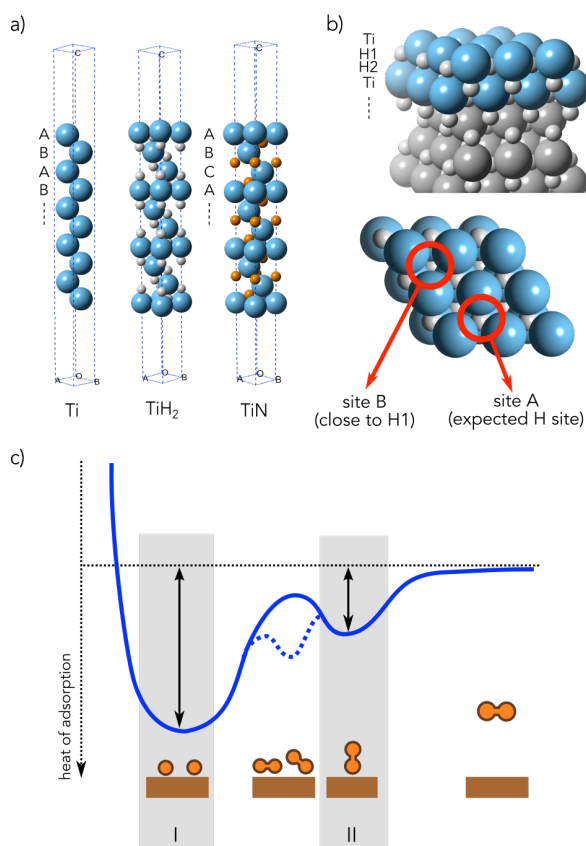 a)
C
C
C
A
B
A
B
A
B
C
A
A
O
B
A
O
B
A
O
B
Ti
TiH2
TiN
b)
Ti
H1
H2
Ti
site B
(close to H1)
site A
(expected H site)
c)
heat of adsorption
I
II